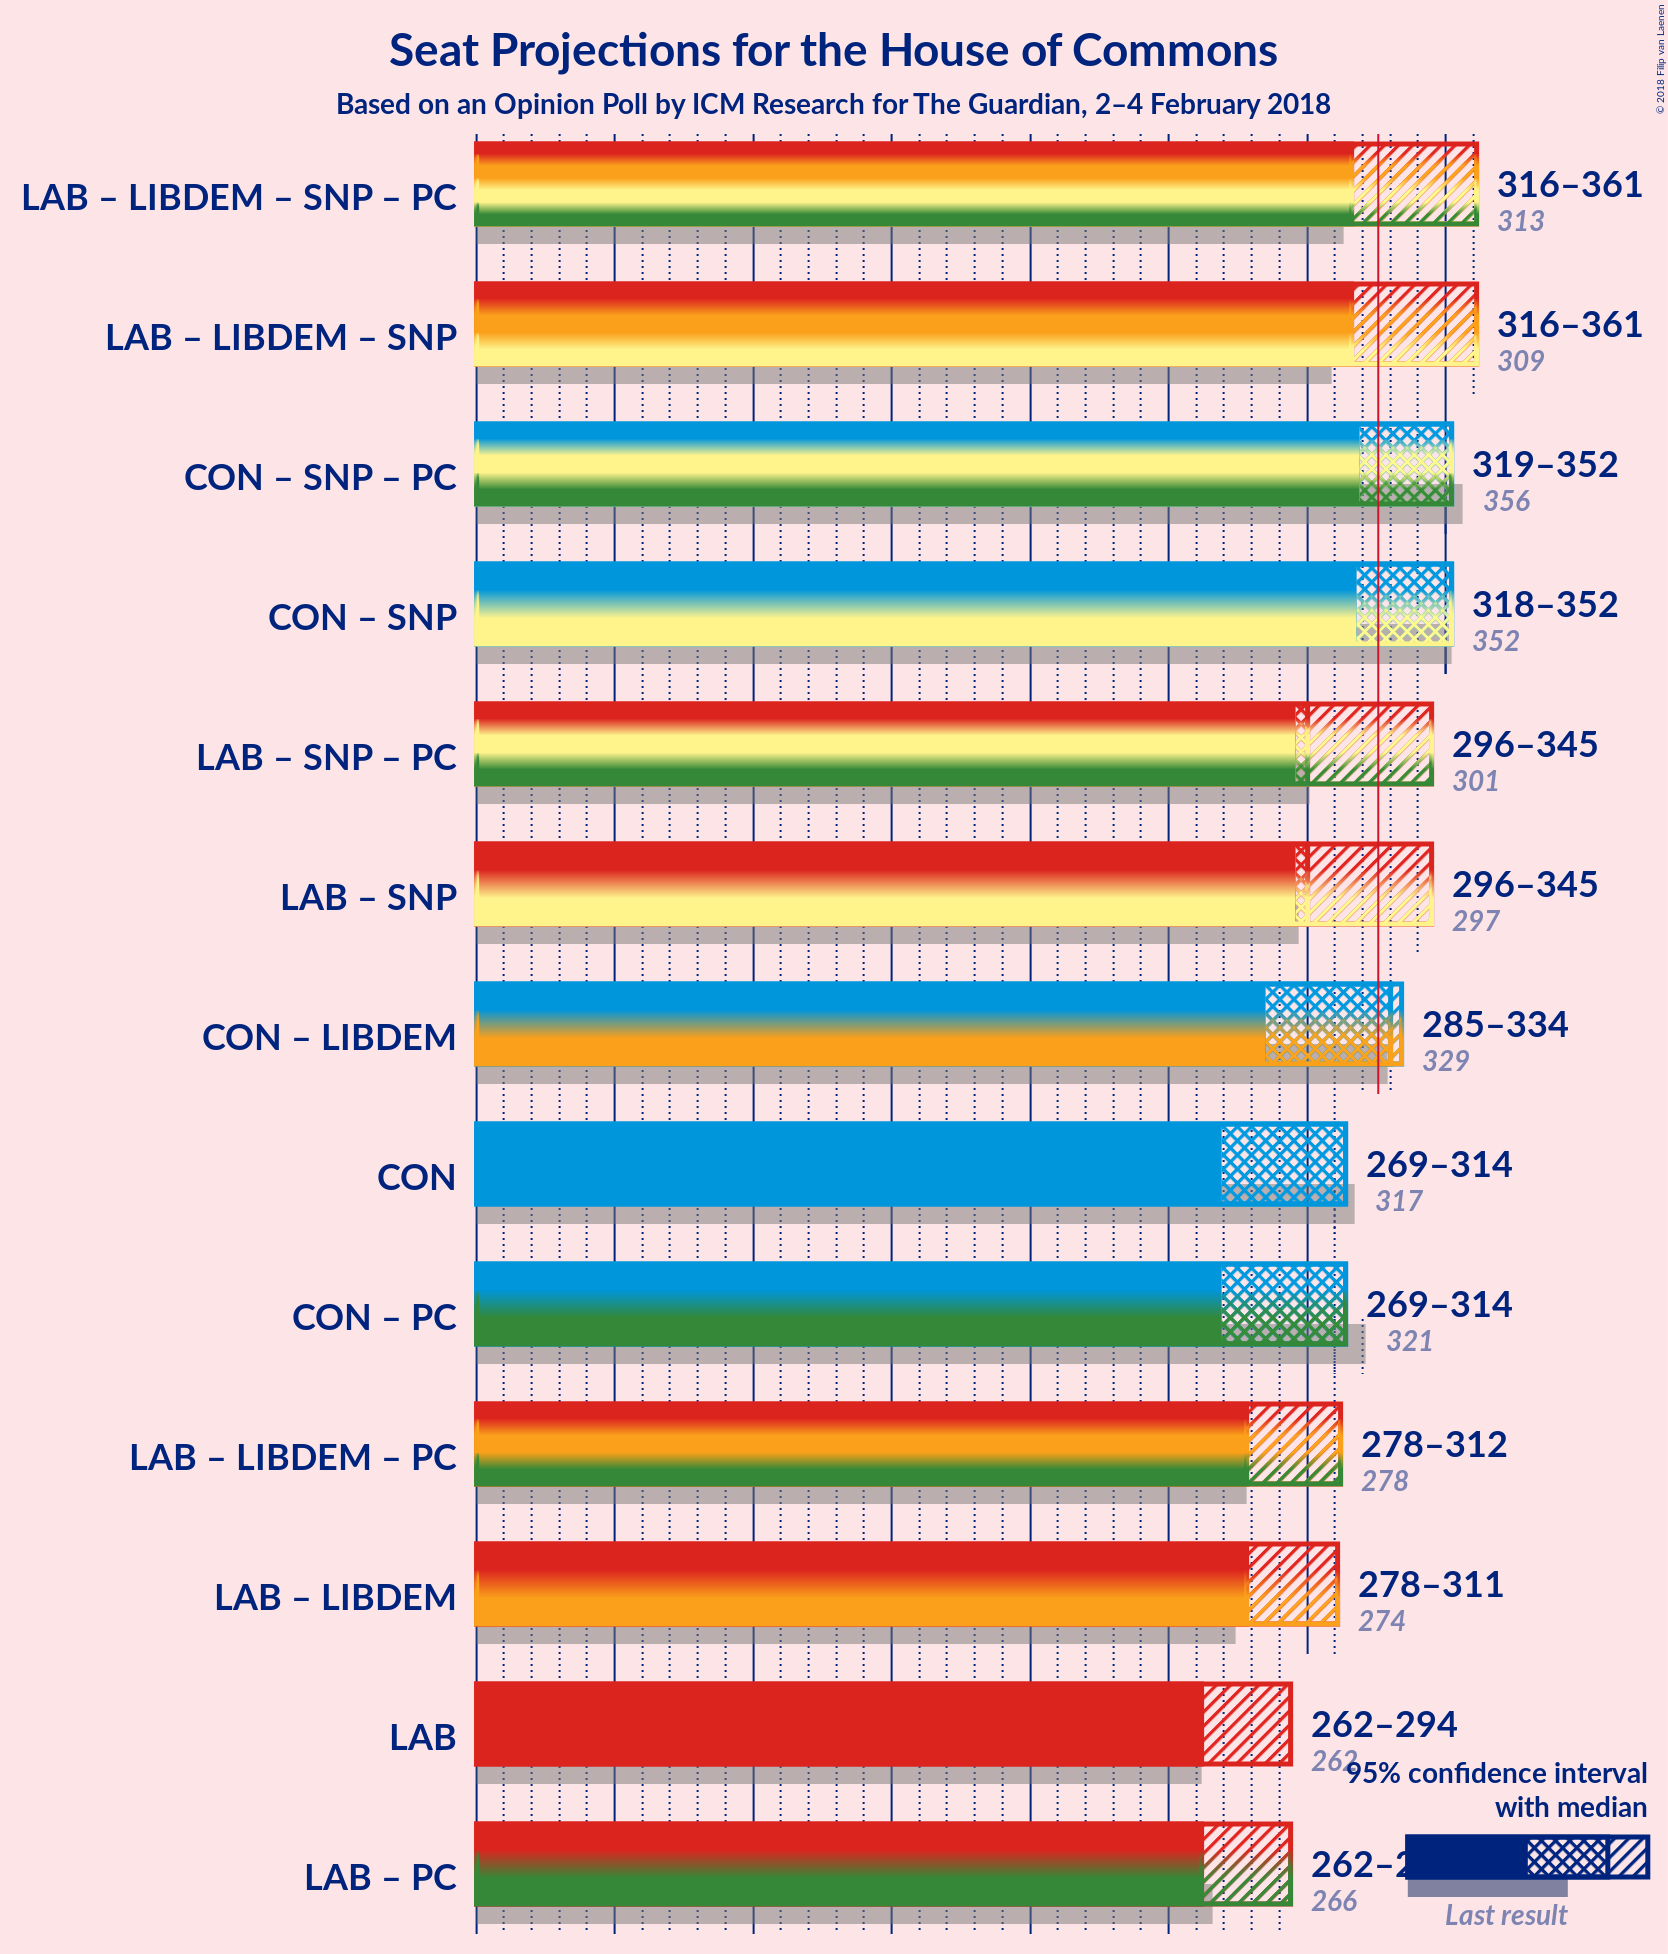 Seat Projections for the House of Commons
Based on an Opinion Poll by ICM Research for The Guardian, 2–4 February 2018
© 2018 Filip van Laenen
LAB – LIBDEM – SNP – PC
316–361
313
LAB – LIBDEM – SNP
316–361
309
CON – SNP – PC
319–352
356
CON – SNP
318–352
352
LAB – SNP – PC
296–345
301
LAB – SNP
296–345
297
CON – LIBDEM
285–334
329
CON
269–314
317
CON – PC
269–314
321
LAB – LIBDEM – PC
278–312
278
LAB – LIBDEM
278–311
274
LAB
262–294
262
95% confidence interval
with median
LAB – PC
262–2
266
Last result